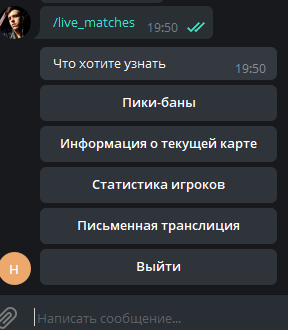 /live_matches 19:50
Что хотите узнать 19:50
Пики-баны
Информация о текущей карте
Статистика игроков
Письменная транслиция
Выйти
Н
Написать сообщение...